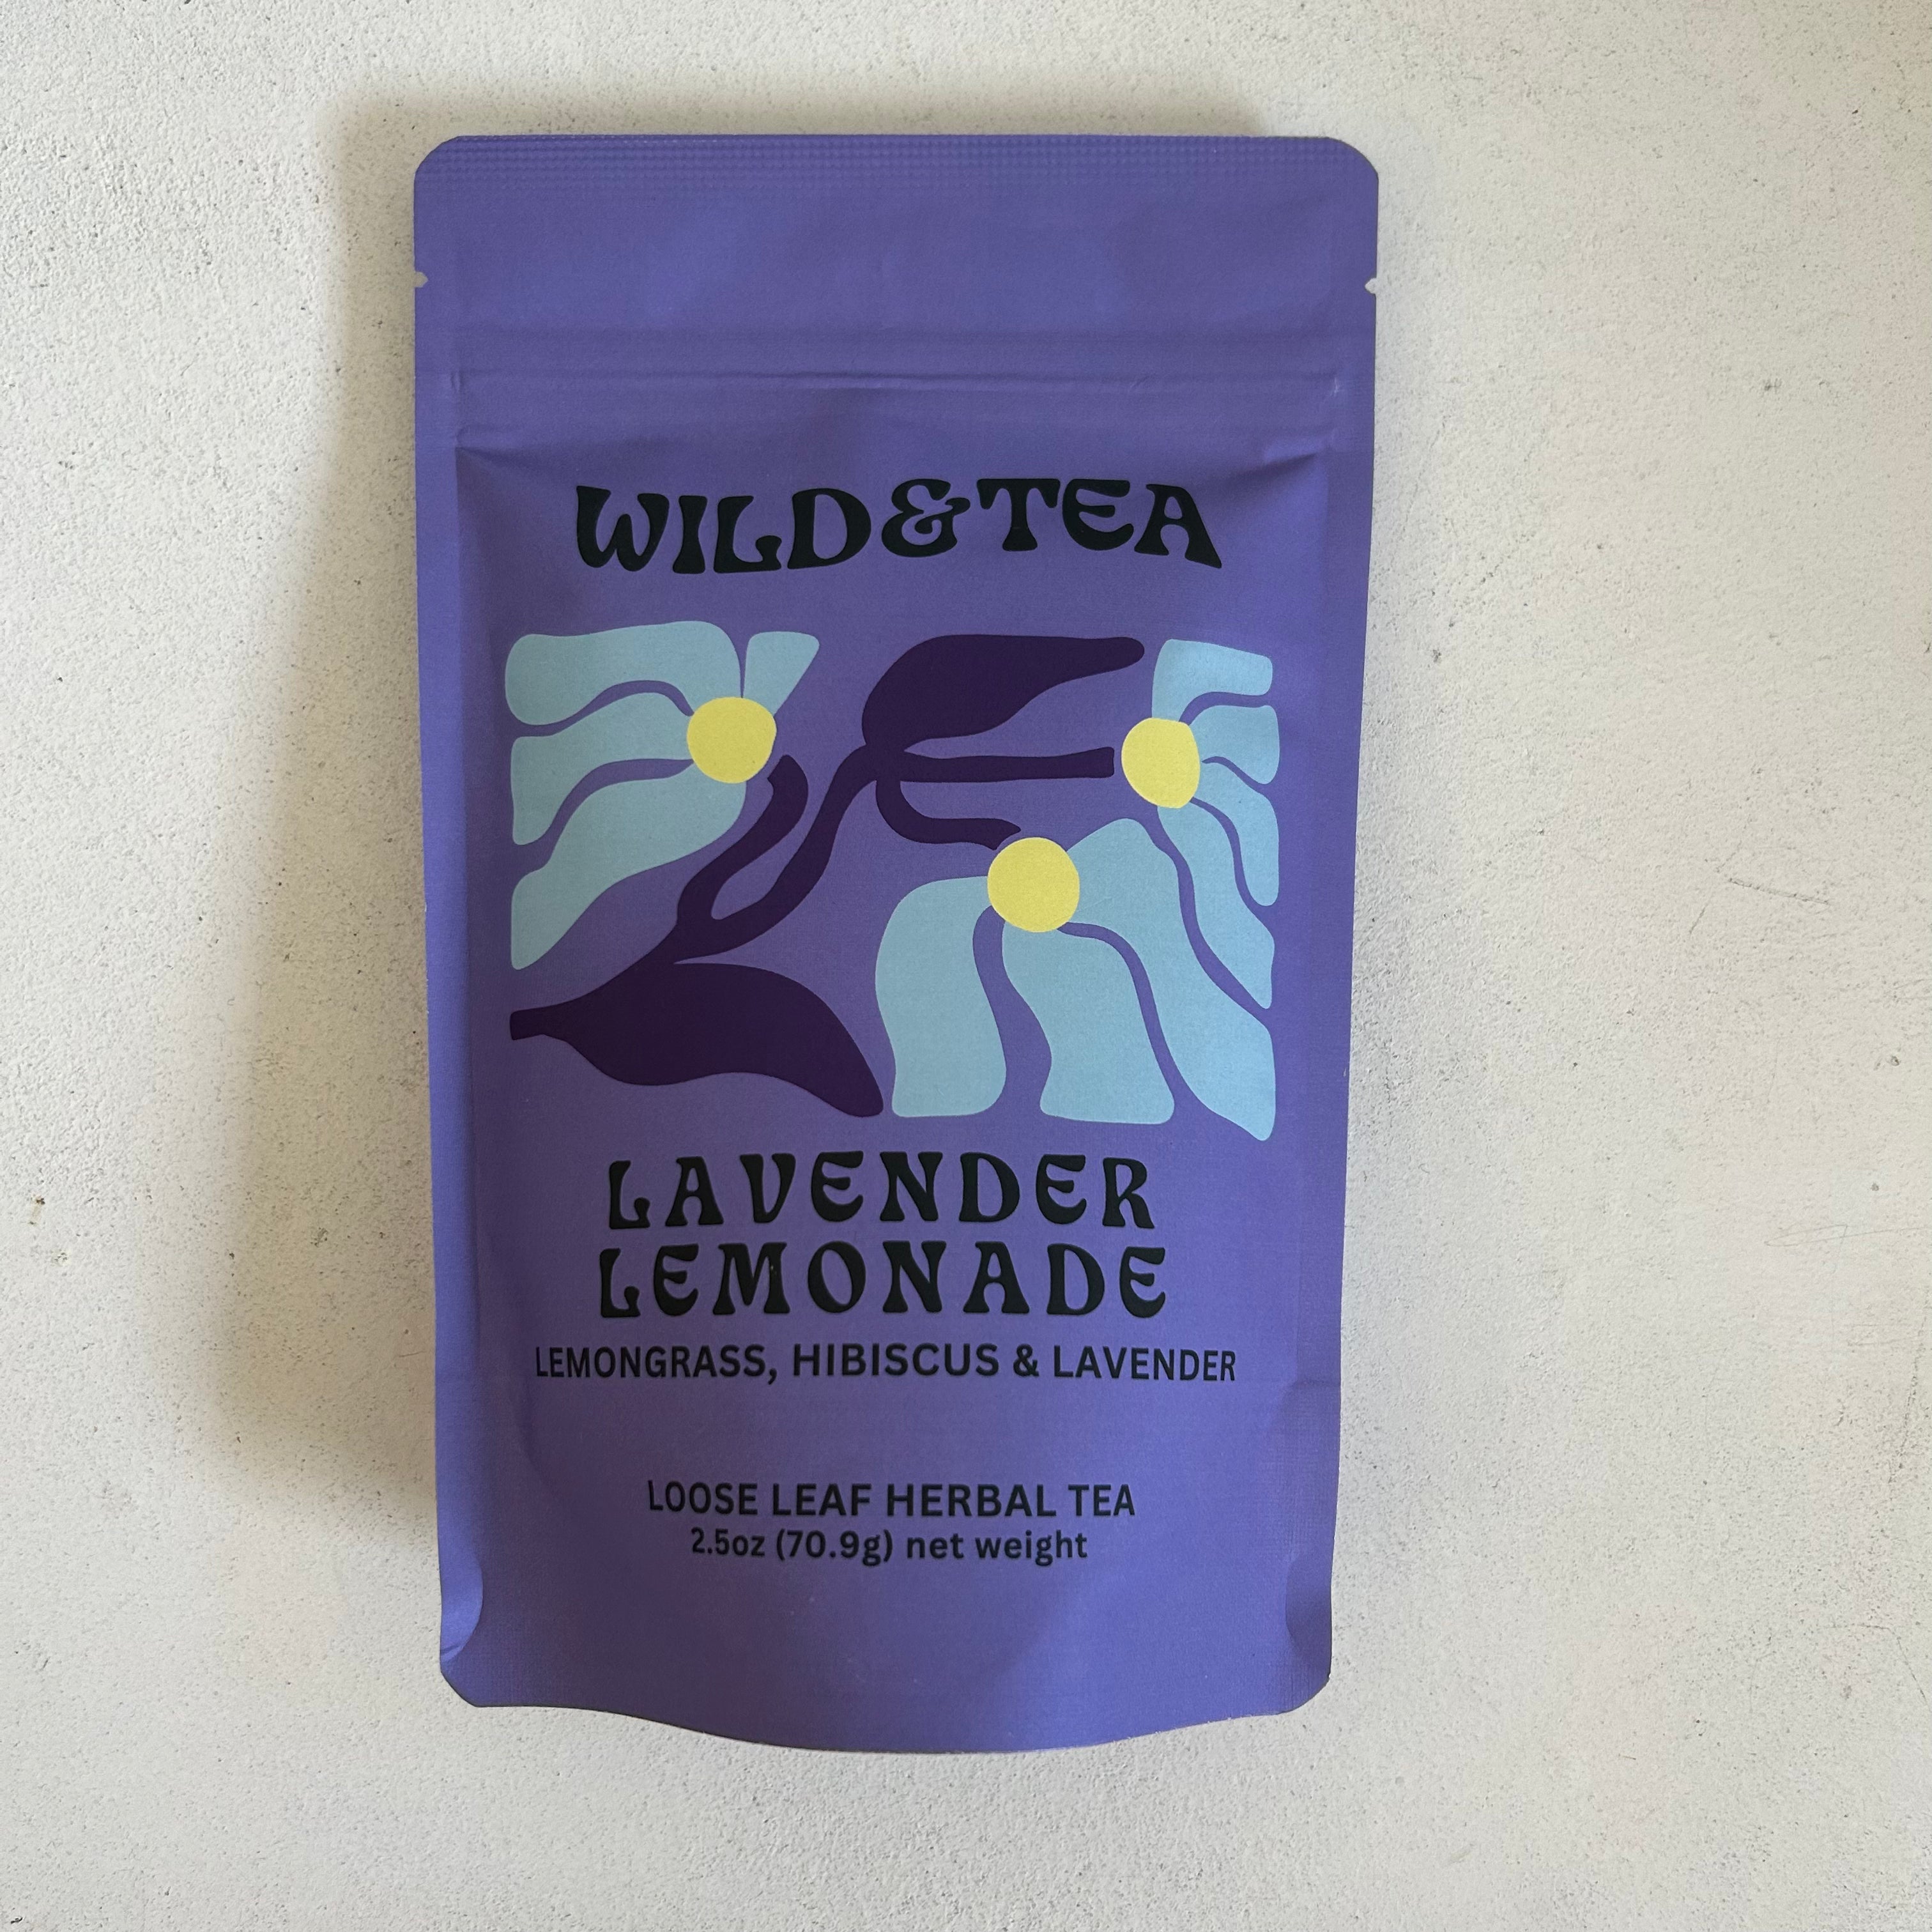 WILD&TEA
LAVENDER
LEMONADE
LEMONGRASS, HIBISCUS & LAVENDER
LOOSE LEAF HERBAL TEA
2.5oz (70.9g) net weight